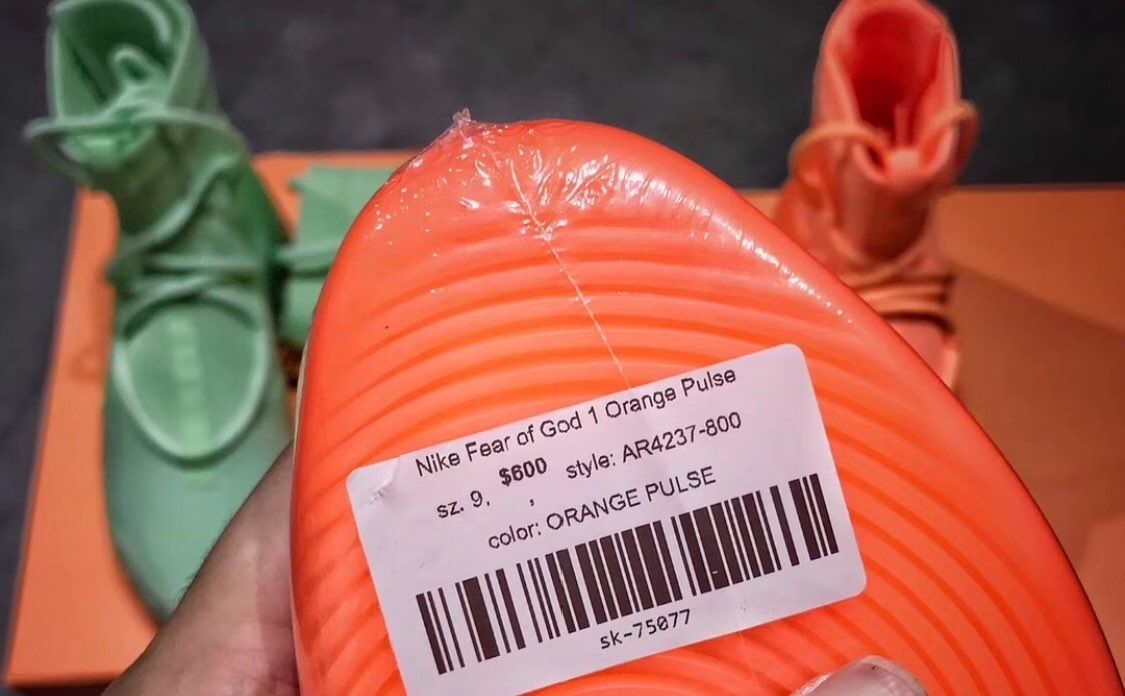 Nike Fear of God 1 Orange Pulse
sz. 9, $600, style: AR4237-800
color: ORANGE PULSE
sk-75077